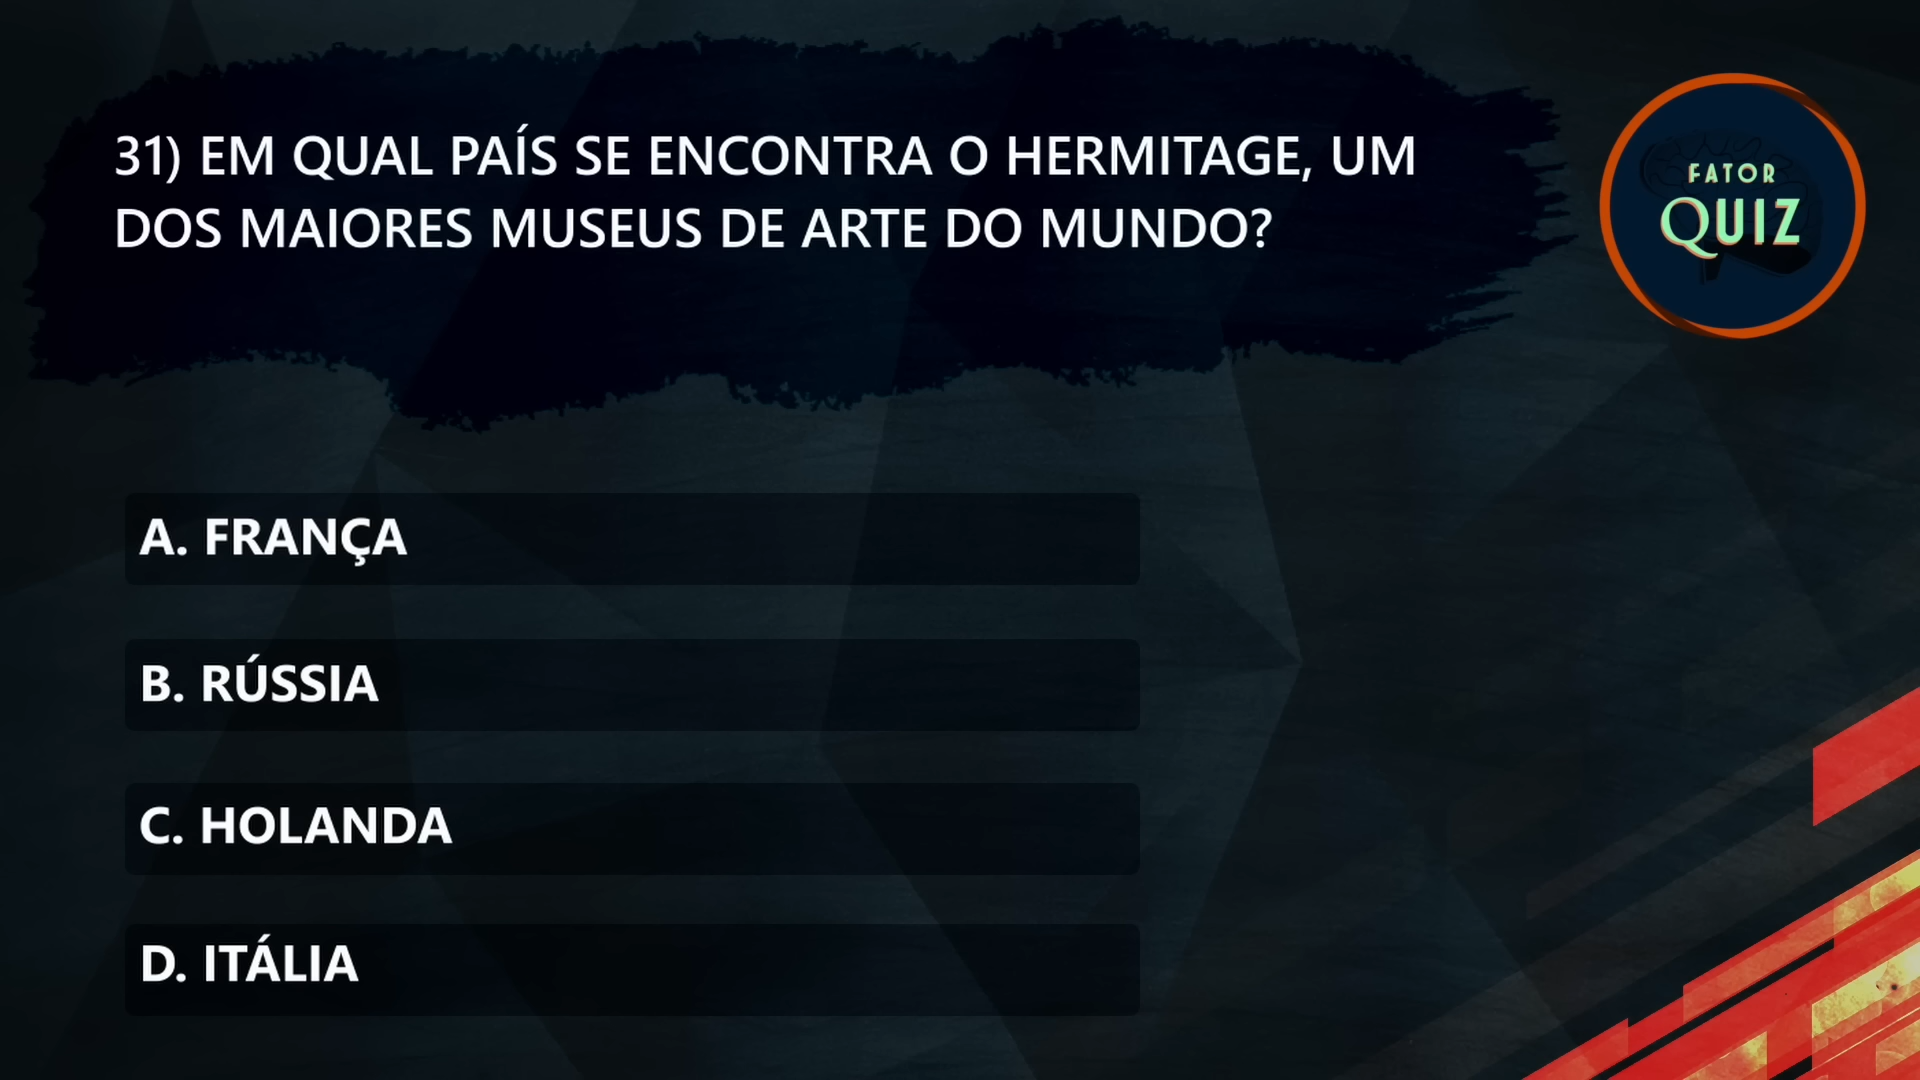 31) EM QUAL PAÍS SE ENCONTRA O HERMITAGE, UM
DOS MAIORES MUSEUS DE ARTE DO MUNDO?
FATOR
QUIZ
A. FRANÇA
B. RÚSSIA
C. HOLANDA
D. ITÁLIA